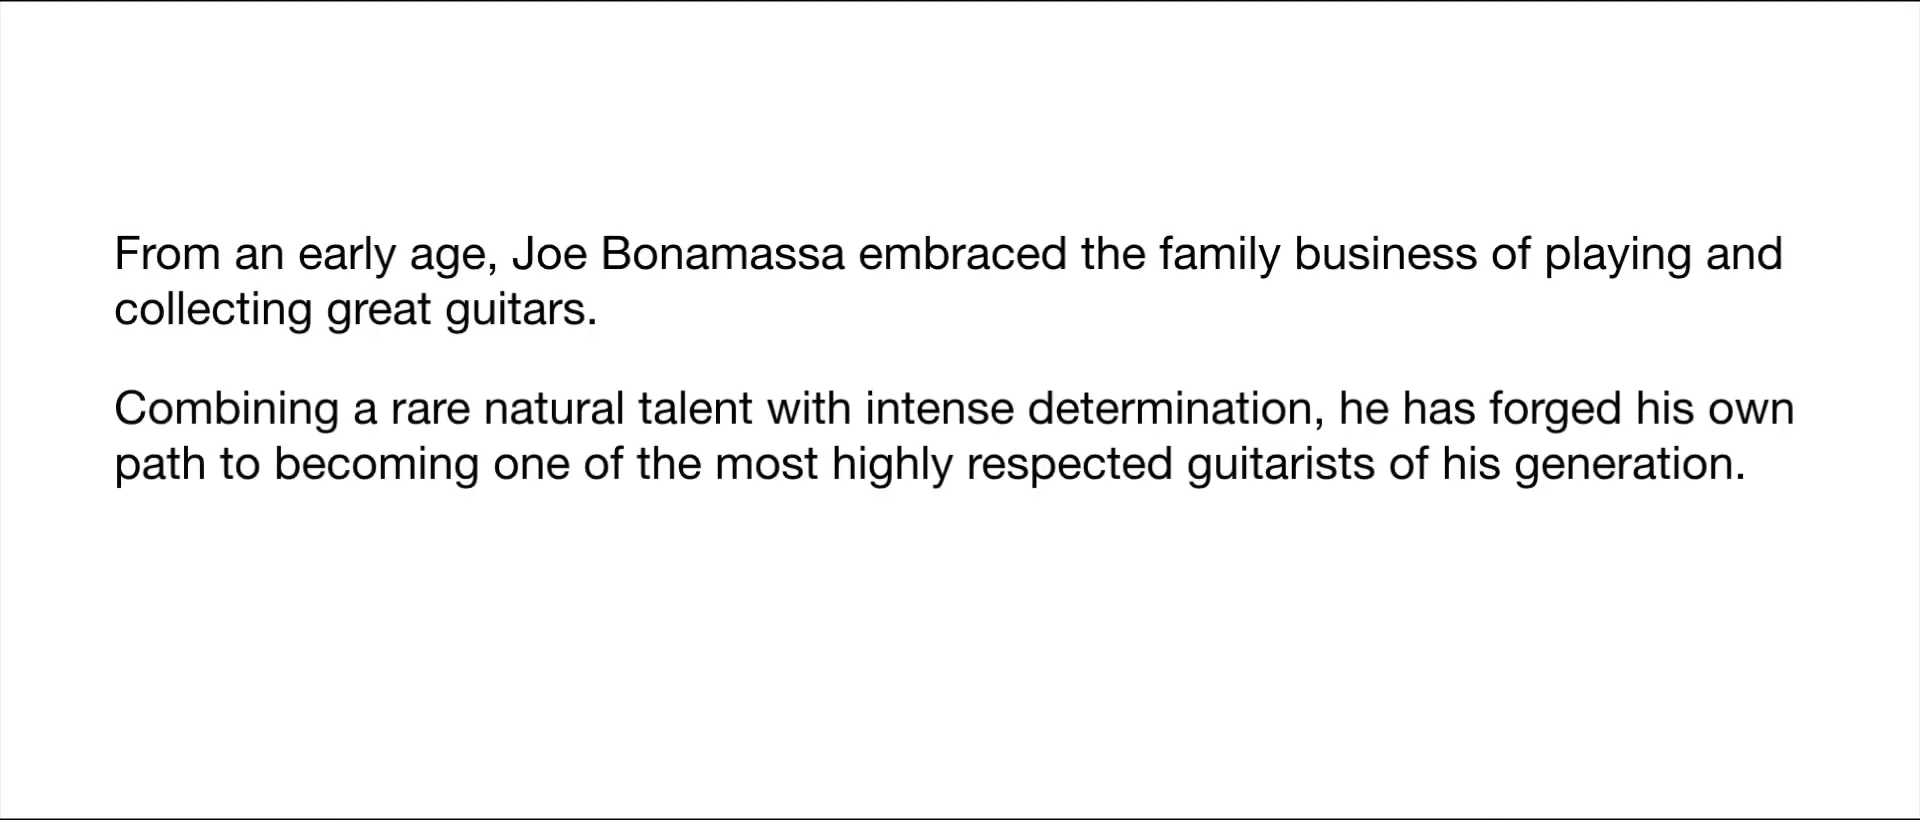 From an early age, Joe Bonamassa embraced the family business of playing and
collecting great guitars.
Combining a rare natural talent with intense determination, he has forged his own
path to becoming one of the most highly respected guitarists of his generation.